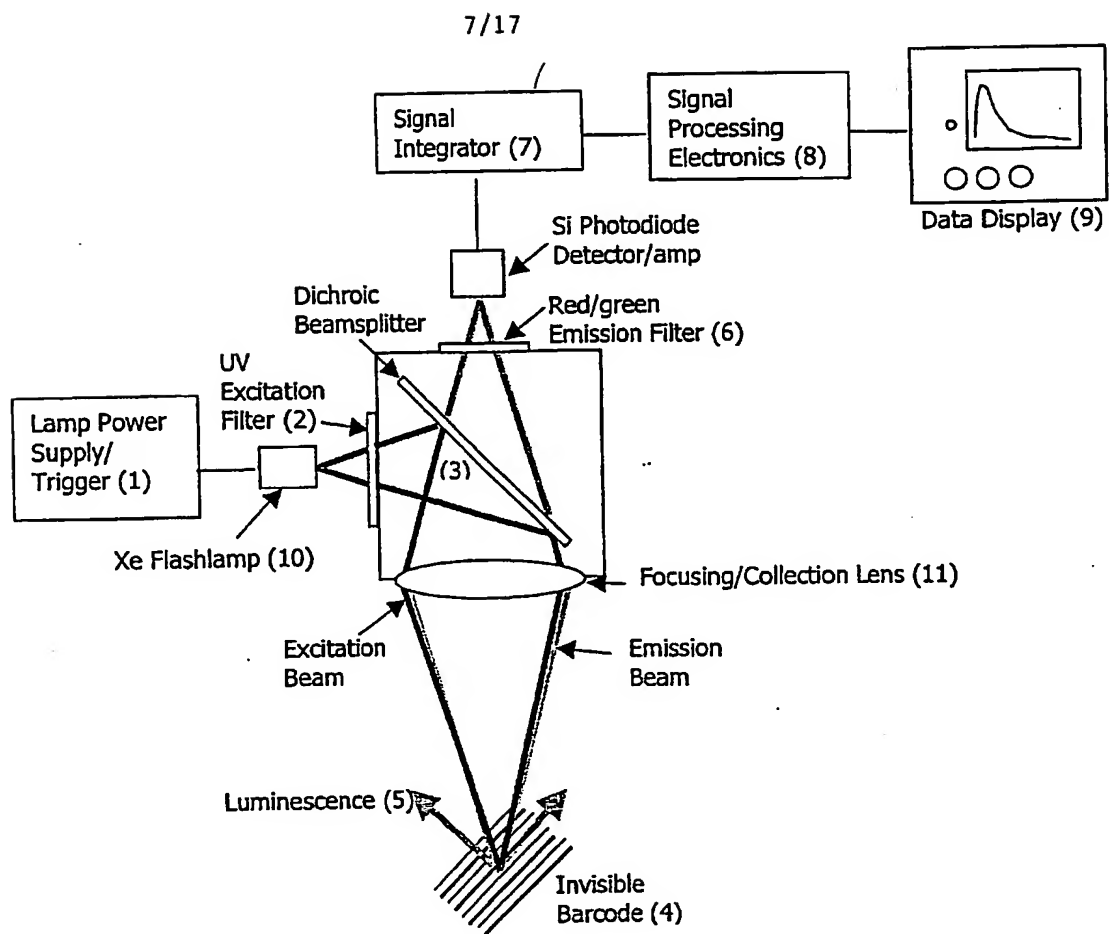 7/17
Signal
Integrator (7)
Signal
Processing
Electronics (8)
Data Display (9)
Si Photodiode
Detector/amp
Dichroic
Beamsplitter
Red/green
Emission Filter (6)
UV
Excitation
Filter (2)
Lamp Power
Supply/
Trigger (1)
(3)
Xe Flashlamp (10)
Focusing/Collection Lens (11)
Excitation
Beam
Emission
Beam
Luminescence (5)
Invisible
Barcode (4)